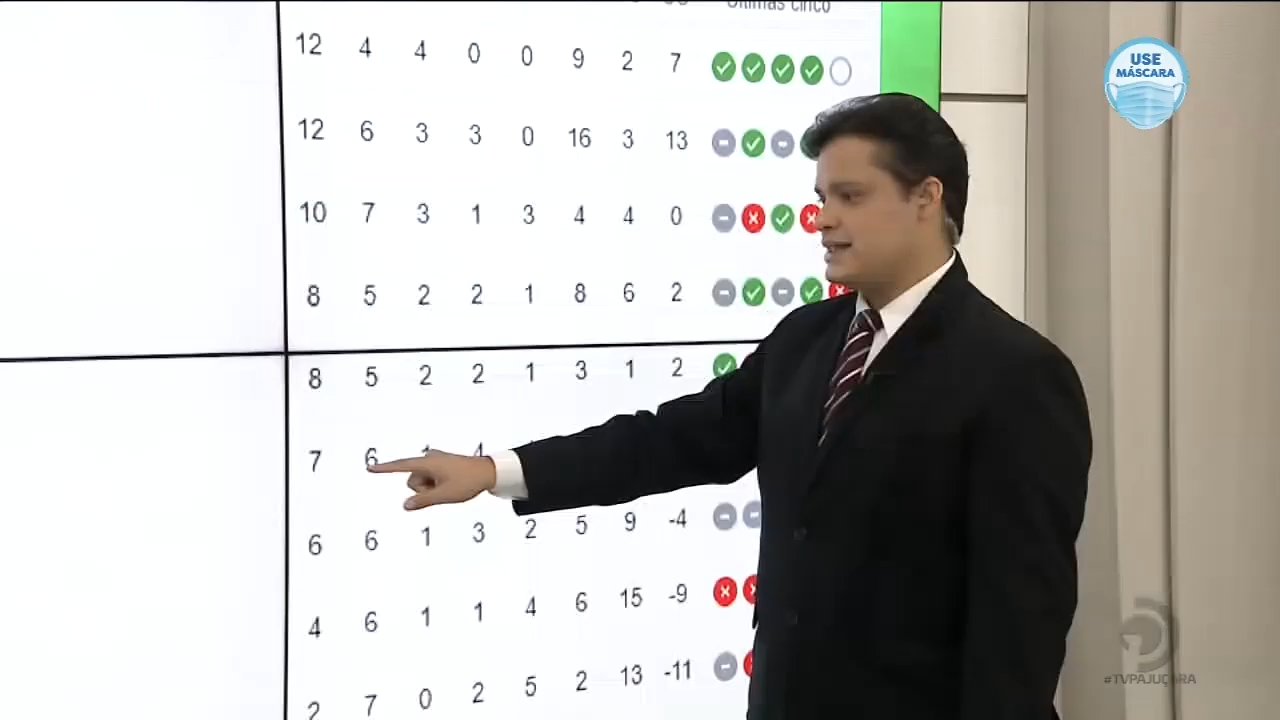 Últimas cinco
12 4 4 0 0 9 2 7
12 6 3 3 0 16 3 13
10 7 3 1 3 4 4 0
8 5 2 2 1 8 6 2
8 5 2 2 1 3 1 2
7 6 1 4
6 6 1 3 2 5 9 -4
4 6 1 1 4 6 15 -9
2 7 0 2 5 2 13 -11
USE
MÁSCARA
#TVPAJUÇARA